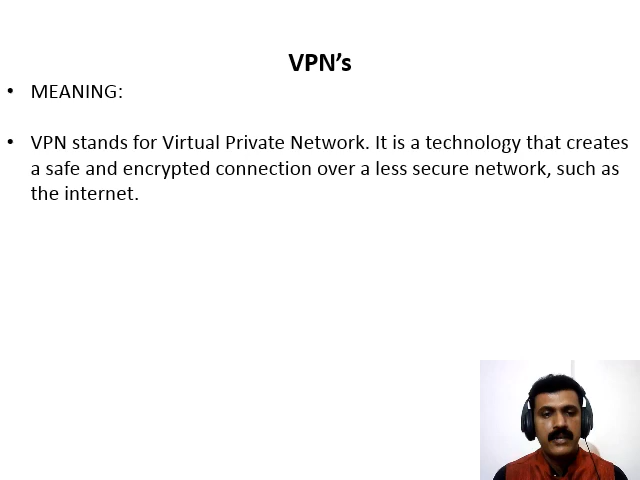 VPN’s
• MEANING:
• VPN stands for Virtual Private Network. It is a technology that creates
a safe and encrypted connection over a less secure network, such as
the internet.